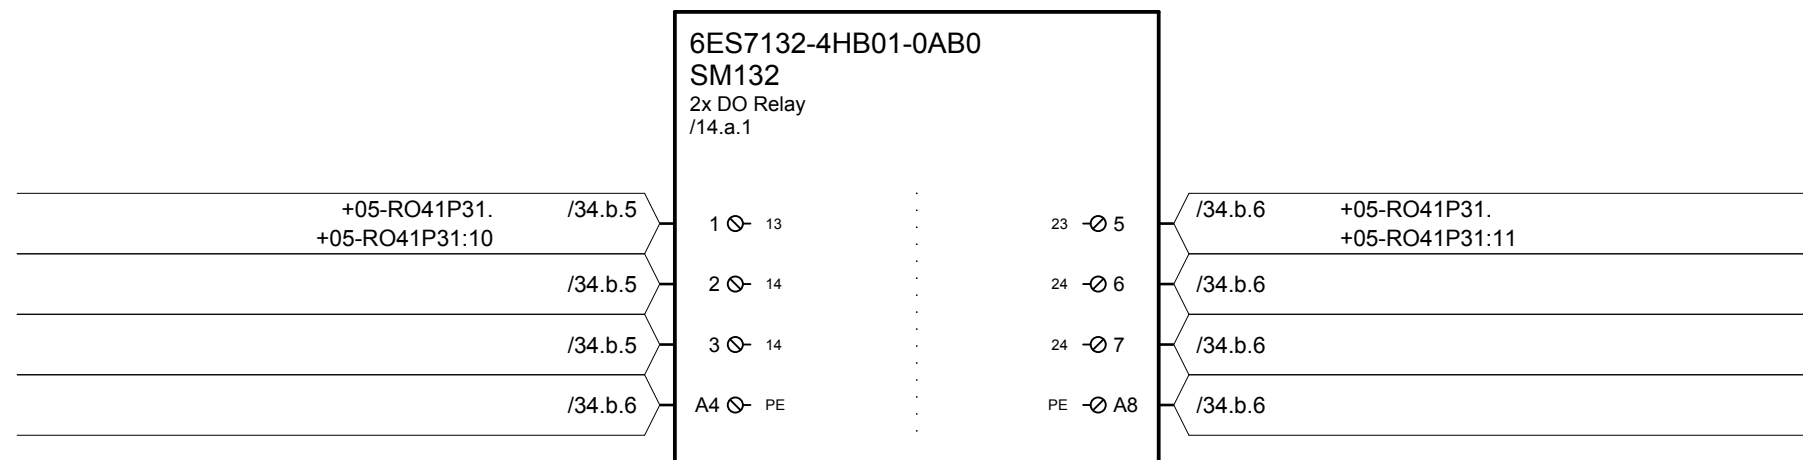 6ES7132-4HB01-0AB0
SM132
2x DO Relay
/14.a.1
+05-RO41P31. /34.b.5 1 13 23 5 /34.b.6 +05-RO41P31.
+05-RO41P31:10 +05-RO41P31:11
/34.b.5 2 14 24 6 /34.b.6
/34.b.5 3 14 24 7 /34.b.6
/34.b.6 A4 PE PE A8 /34.b.6